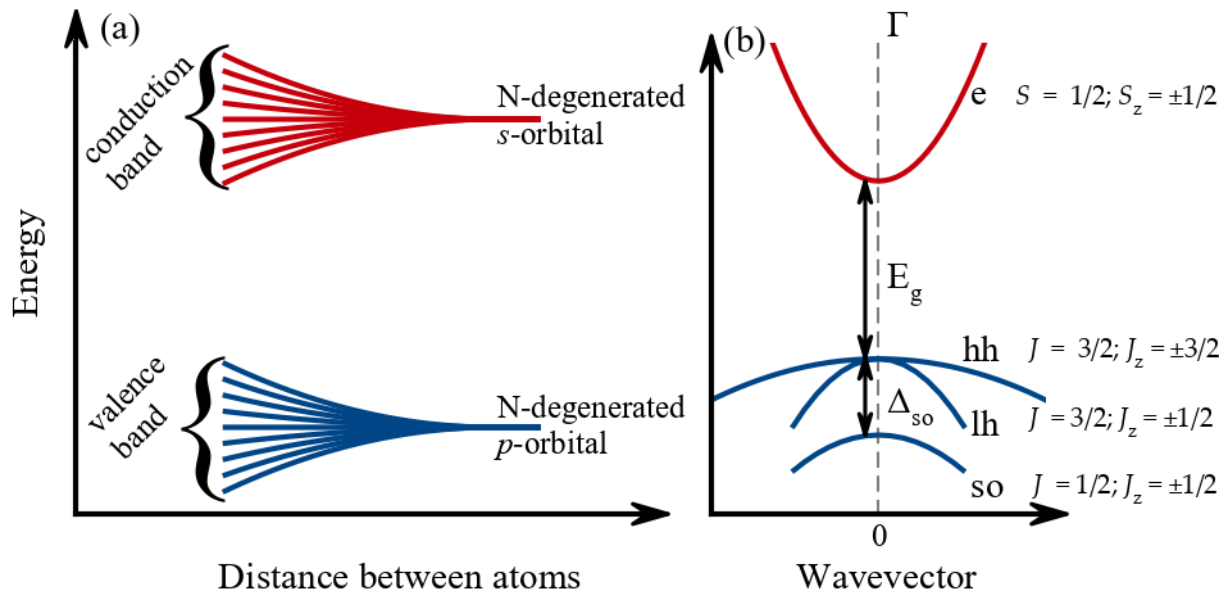 (a)
Energy
conduction
band
N-degenerated
s-orbital
valence
band
N-degenerated
p-orbital
Distance between atoms
(b)
Γ
e
S = 1/2; Sz = ±1/2
Eg
hh
J = 3/2; Jz = ±3/2
Δso
lh
J = 3/2; Jz = ±1/2
so
J = 1/2; Jz = ±1/2
0
Wavevector